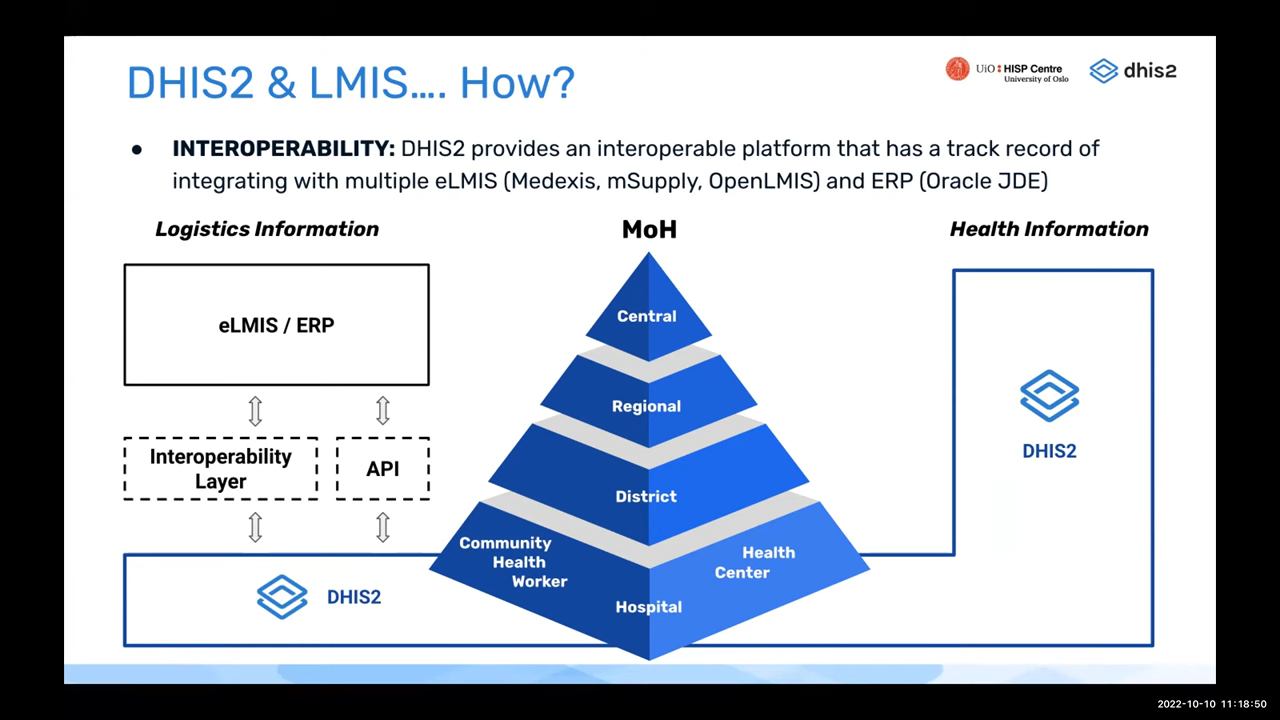 DHIS2 & LMIS…. How?
UiO HISP Centre
University of Oslo
dhis2
● INTEROPERABILITY: DHIS2 provides an interoperable platform that has a track record of
integrating with multiple eLMIS (Medexis, mSupply, OpenLMIS) and ERP (Oracle JDE)
Logistics Information
MoH
Health Information
eLMIS / ERP
Interoperability
Layer
API
DHIS2
Central
Regional
District
Community
Health
Worker
Health
Center
Hospital
DHIS2
2022-10-10 11:18:50